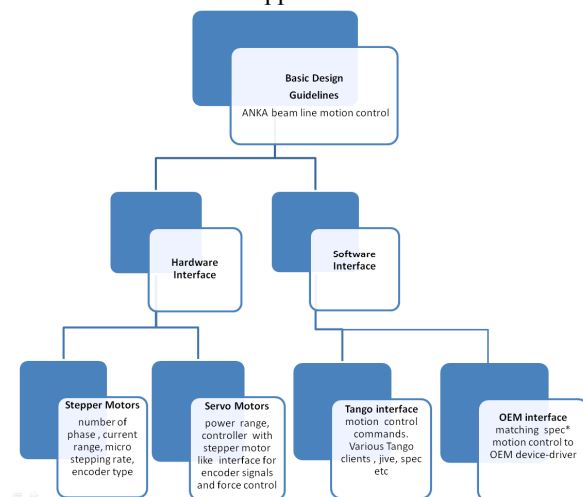 Basic Design
Guidelines
ANKA beam line motion control
Hardware
Interface
Software
Interface
Stepper Motors
number of
phase , current
range, micro
stepping rate,
encoder type
Servo Motors
power range,
controller with
stepper motor
like interface for
encoder signals
and force control
Tango interface
motion control
commands.
Various Tango
clients , jive, spec
etc
OEM interface
matching spec*
motion control to
OEM device-driver